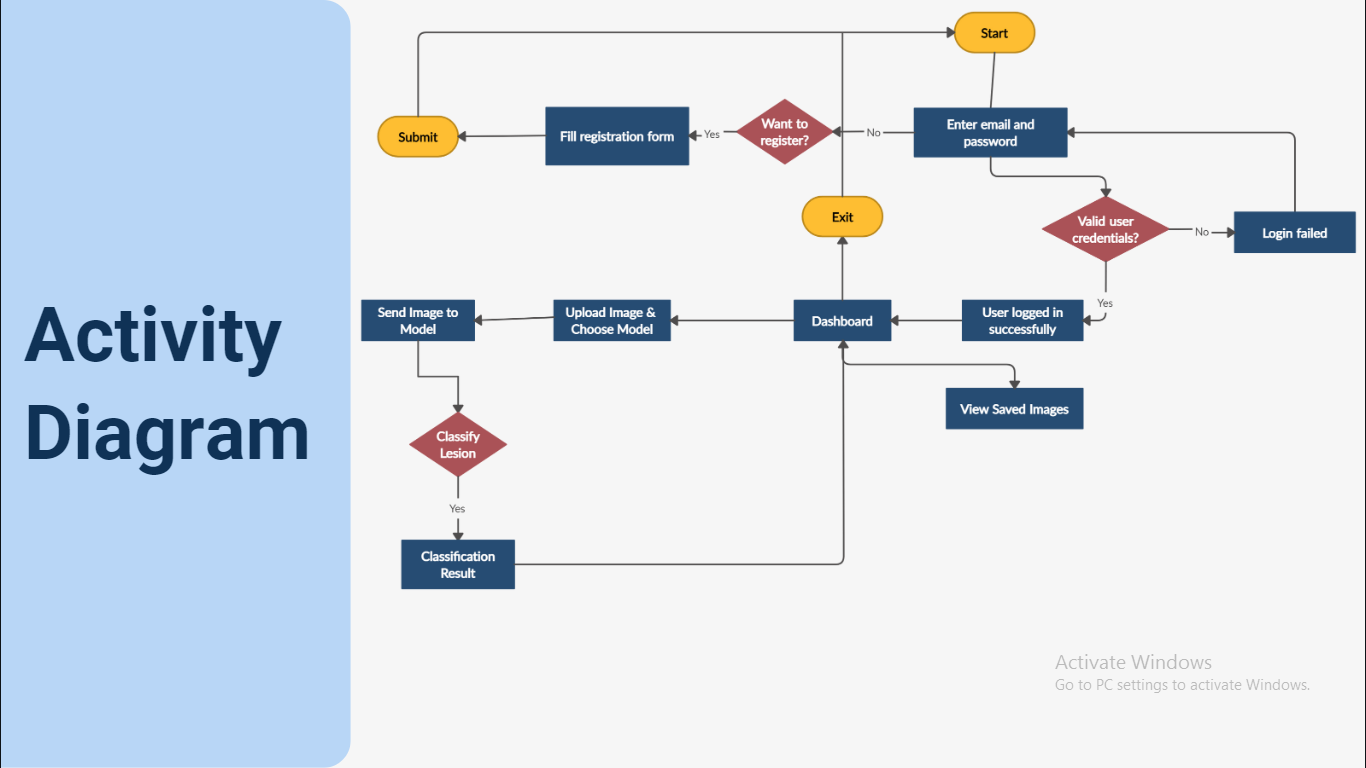 Activity
Diagram
Start
Submit
Fill registration form
Yes
Want to
register?
No
Enter email and
password
Exit
Valid user
credentials?
No
Login failed
Yes
Send Image to
Model
Upload Image &
Choose Model
Dashboard
User logged in
successfully
View Saved Images
Classify
Lesion
Yes
Classification
Result
Activate Windows
Go to PC settings to activate Windows.